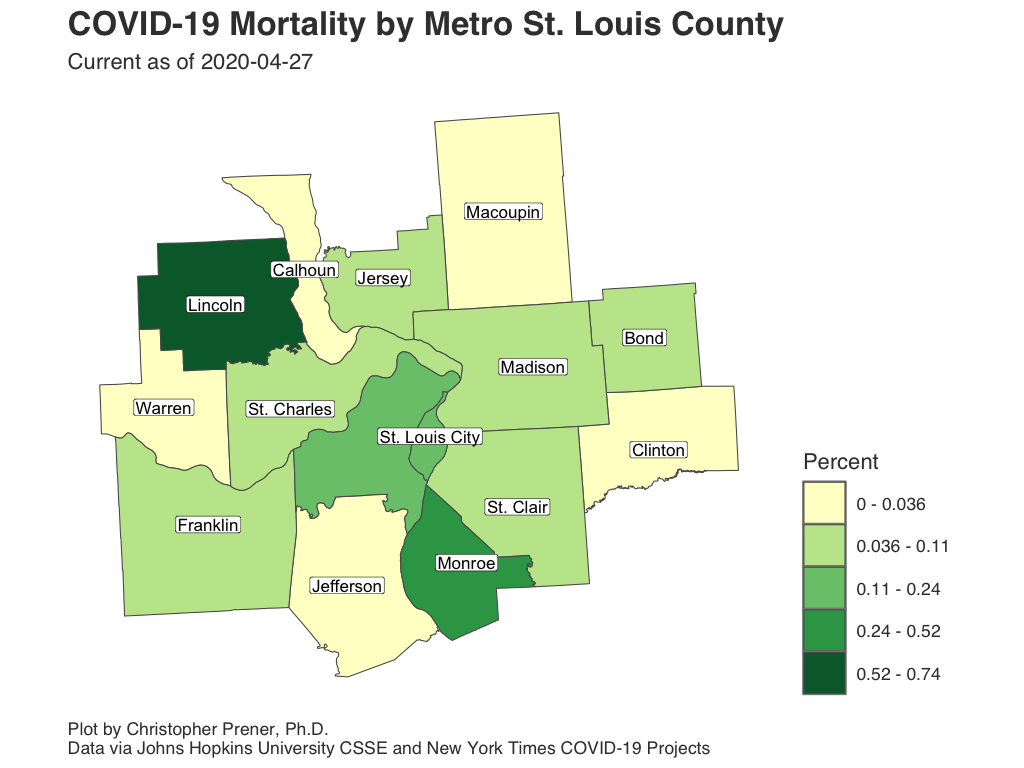 COVID-19 Mortality by Metro St. Louis County
Current as of 2020-04-27
Macoupin
Calhoun
Jersey
Lincoln
Bond
Madison
Warren
St. Charles
St. Louis City
Clinton
St. Clair
Franklin
Monroe
Jefferson
Percent
0 - 0.036
0.036 - 0.11
0.11 - 0.24
0.24 - 0.52
0.52 - 0.74
Plot by Christopher Prener, Ph.D.
Data via Johns Hopkins University CSSE and New York Times COVID-19 Projects